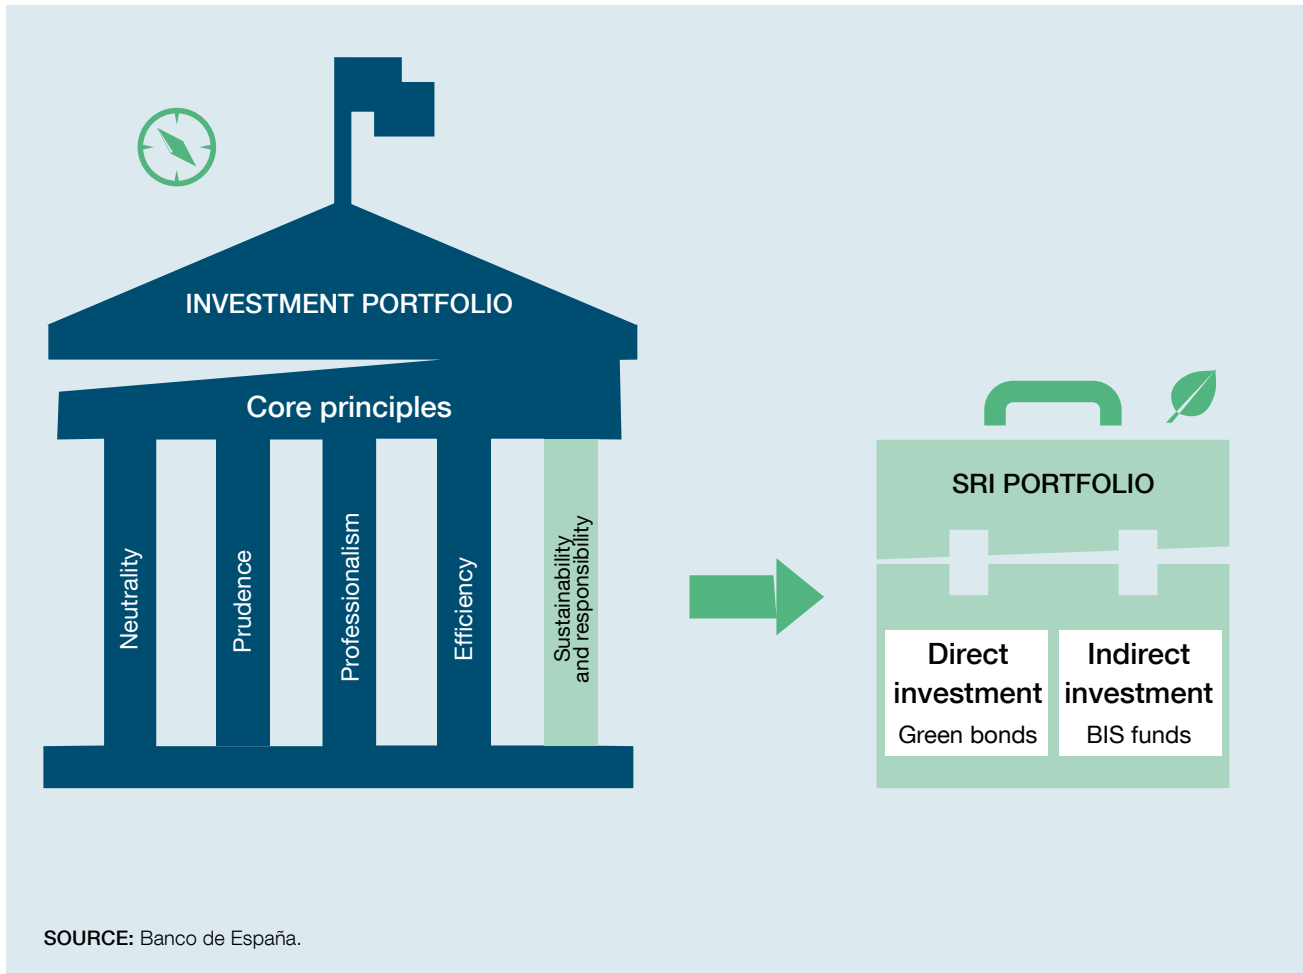 INVESTMENT PORTFOLIO
Core principles
Neutrality
Prudence
Professionalism
Efficiency
Sustainability
and responsibility
SRI PORTFOLIO
Direct
investment
Green bonds
Indirect
investment
BIS funds
SOURCE: Banco de España.